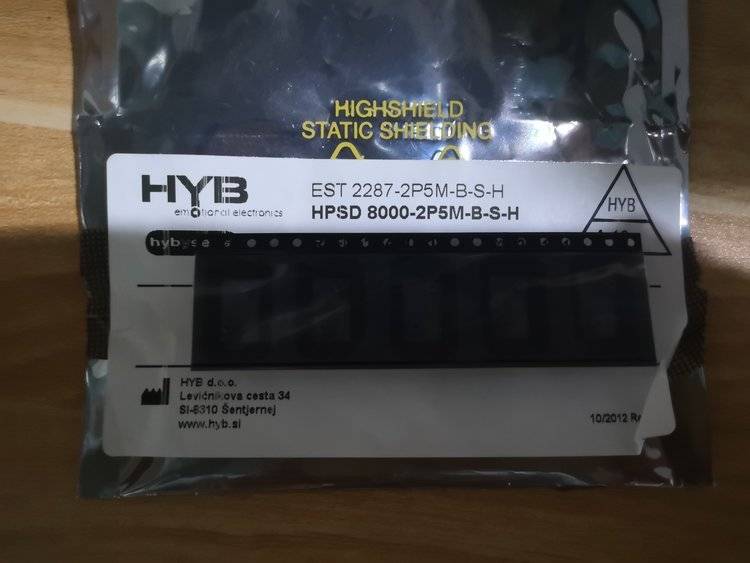 HIGHSHIELD
STATIC SHIELDING
HYB
emotional electronics
EST 2287-2P5M-B-S-H
HPSD 8000-2P5M-B-S-H
HYB
HYB d.o.o.
Levičnikova cesta 34
SI-8310 Šentjernej
www.hyb.si
10/2012